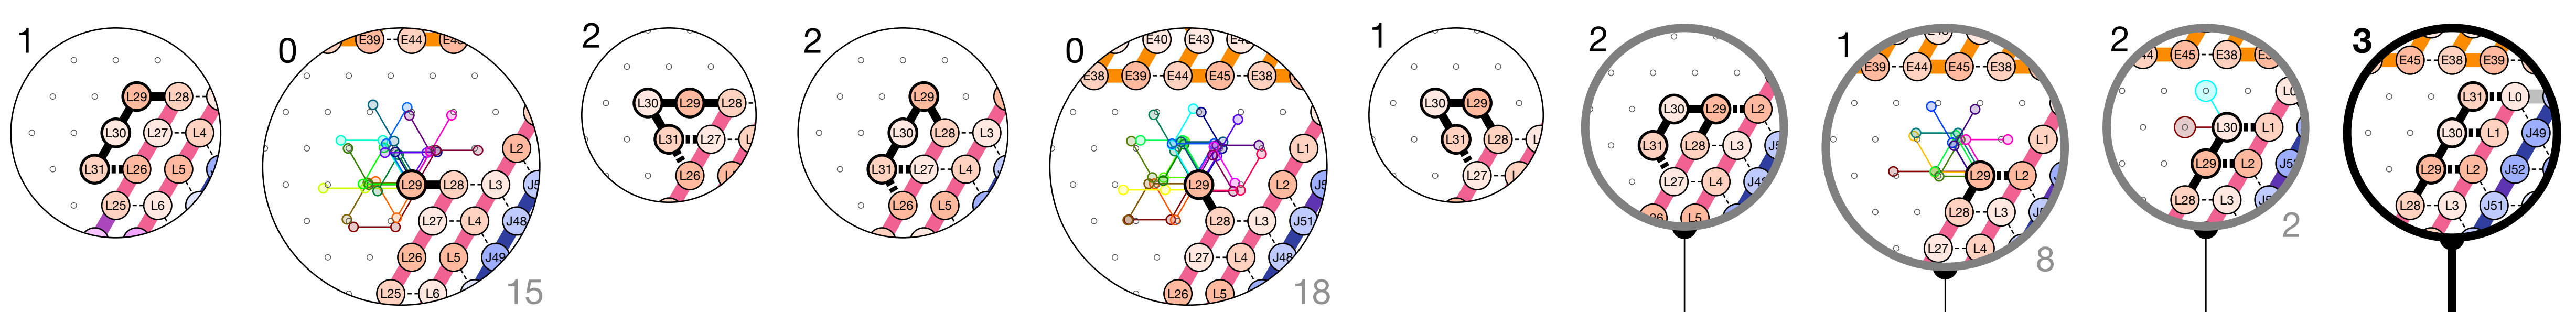 1
L29 L28
L30 L27 L4
L31 L26 L5
L25 L6
0
E39 E44
L2
L29 L28 L3
L27 L4 J48
L26 L5 J49
L25 L6
15
2
L30 L29 L28
L31 L27
L26
2
L29
L30 L28 L3
L31 L27 L4
L26 L5
0
E40 E43
E38 E39 E44 E45 E38
L1
L29 L2
L28 L3 J51
L27 L4 J48
L26 L5
18
1
L30 L29
L31 L28
L27
2
L30 L29 L2
L31 L28 L3
L27 L4
L5
1
E39 E44 E45 E38
L1
L29 L2
L28 L3
L27 L4
8
2
E45 E38
L30 L1
L29 L2
L28 L3
2
3
E45 E38 E39
L31 L0
L30 L1 J49
L29 L2 J52
L28 L3 J51